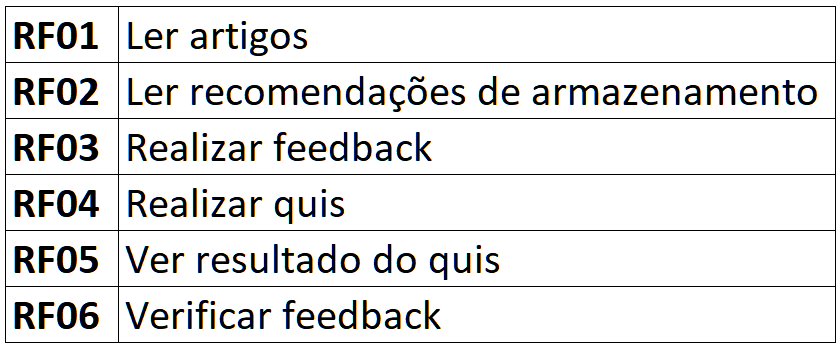 RF01 Ler artigos
RF02 Ler recomendações de armazenamento
RF03 Realizar feedback
RF04 Realizar quis
RF05 Ver resultado do quis
RF06 Verificar feedback